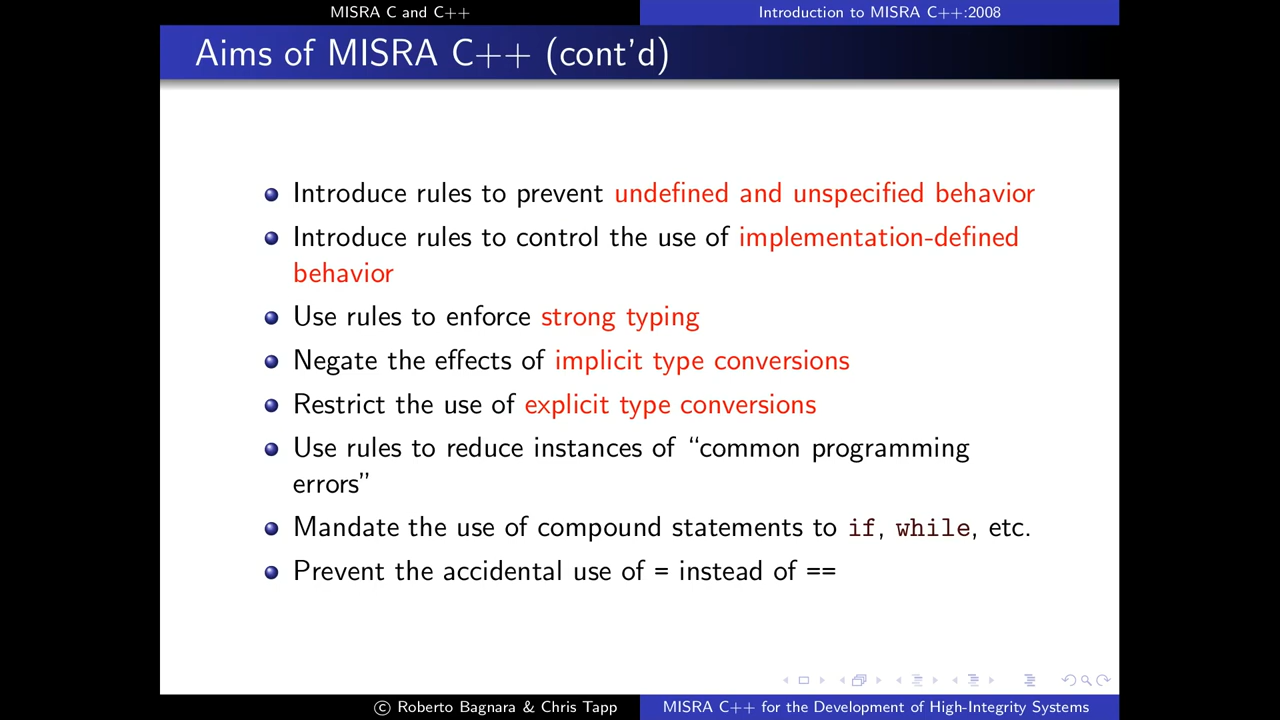 MISRA C and C++
Introduction to MISRA C++:2008
Aims of MISRA C++ (cont'd)
Introduce rules to prevent undefined and unspecified behavior
Introduce rules to control the use of implementation-defined
behavior
Use rules to enforce strong typing
Negate the effects of implicit type conversions
Restrict the use of explicit type conversions
Use rules to reduce instances of “common programming
errors”
Mandate the use of compound statements to if, while, etc.
Prevent the accidental use of = instead of ==
© Roberto Bagnara & Chris Tapp
MISRA C++ for the Development of High-Integrity Systems